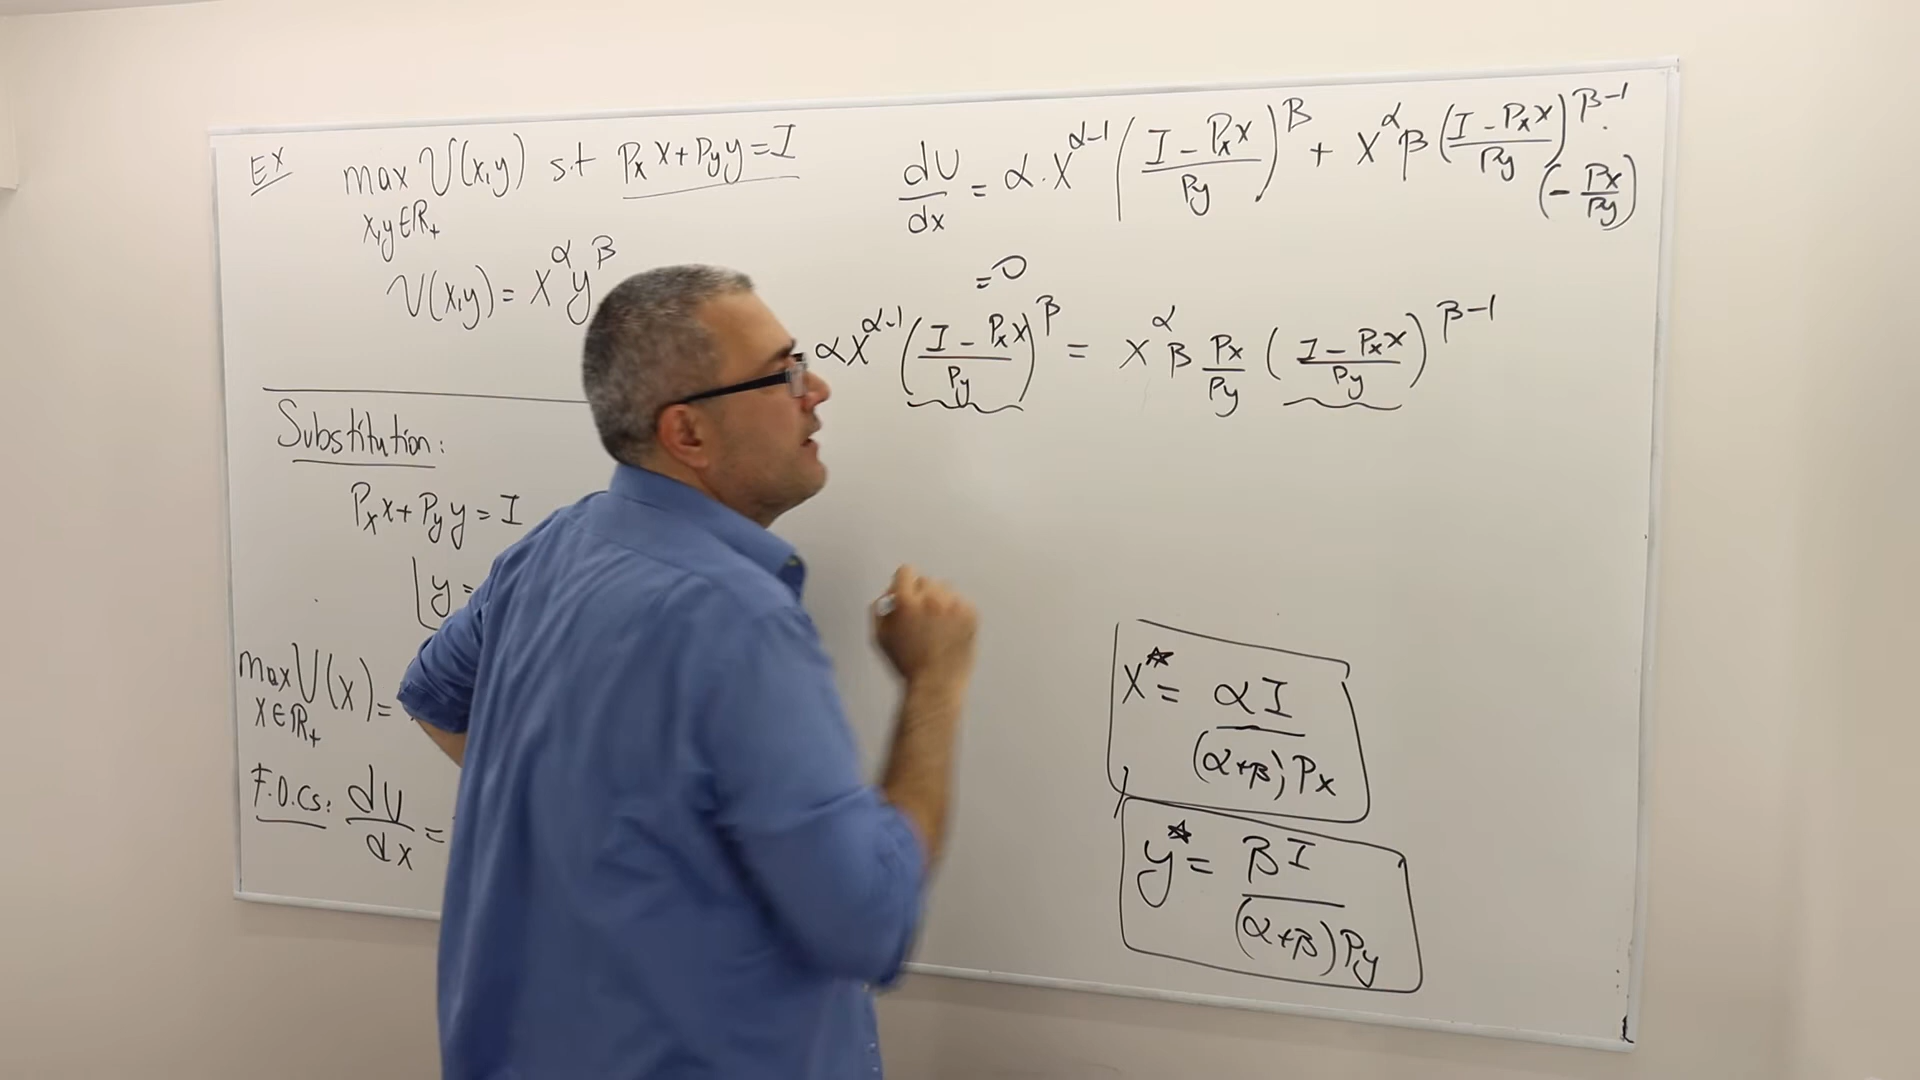 EX
max U(x,y) s.t Px x + Py y = I
x,y ∈ ℝ+
U(x,y) = x^α y^β
Substitution:
Px x + Py y = I
y =
max U(x) =
x ∈ ℝ+
F.O.Cs: dU/dx =
dU/dx = α · x^(α-1) ((I - Px x)/Py)^β + x^α β ((I - Px x)/Py)^(β-1) · (- Px/Py)
= 0
αx^(α-1) ((I - Px x)/Py)^β = x^α β Px/Py ((I - Px x)/Py)^(β-1)
x* = αI/((α+β) Px)
y* = βI/((α+β) Py)